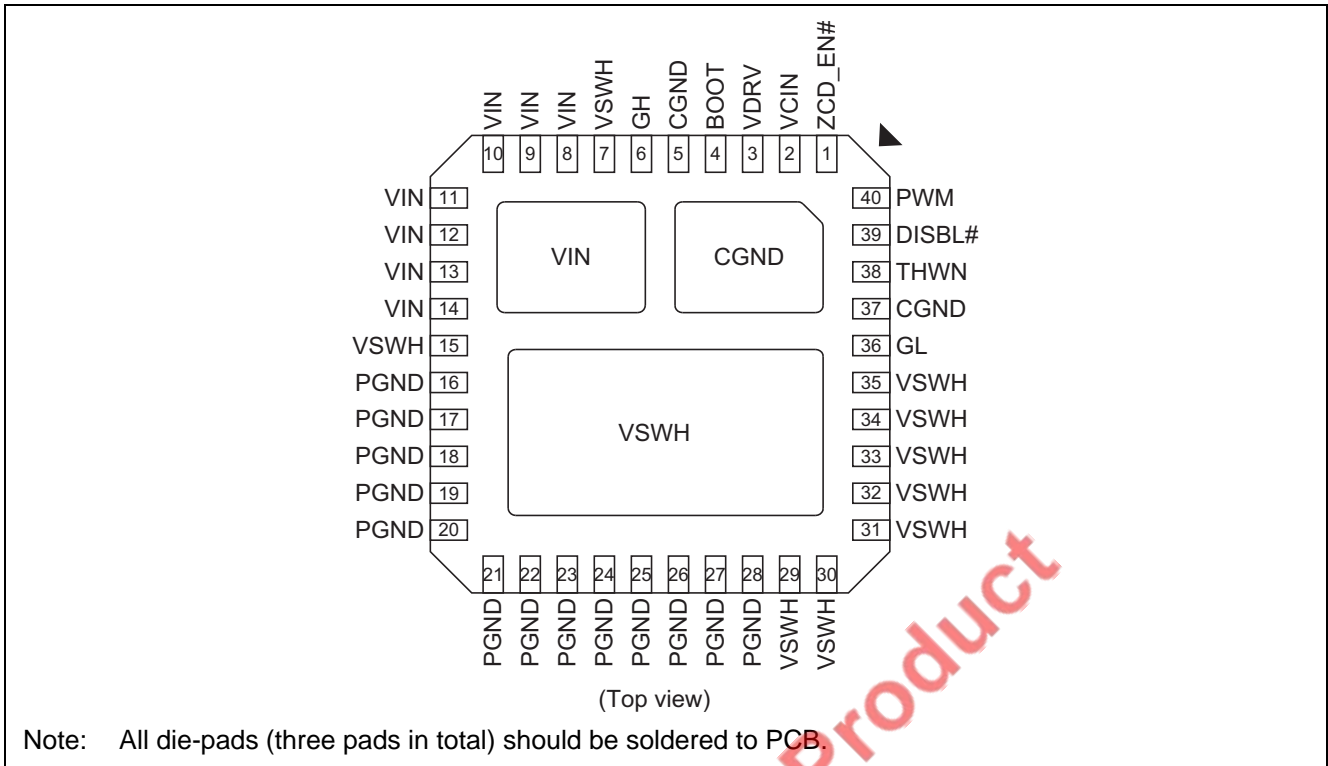 VIN
VIN
VIN
VSWH
GH
CGND
BOOT
VDRV
VCIN
ZCD_EN#
10 9 8 7 6 5 4 3 2 1
VIN 11
VIN 12
VIN 13
VIN 14
VSWH 15
PGND 16
PGND 17
PGND 18
PGND 19
PGND 20
VIN
CGND
VSWH
40 PWM
39 DISBL#
38 THWN
37 CGND
36 GL
35 VSWH
34 VSWH
33 VSWH
32 VSWH
31 VSWH
21 22 23 24 25 26 27 28 29 30
PGND
PGND
PGND
PGND
PGND
PGND
PGND
PGND
VSWH
VSWH
(Top view)
Note: All die-pads (three pads in total) should be soldered to PCB.
Product